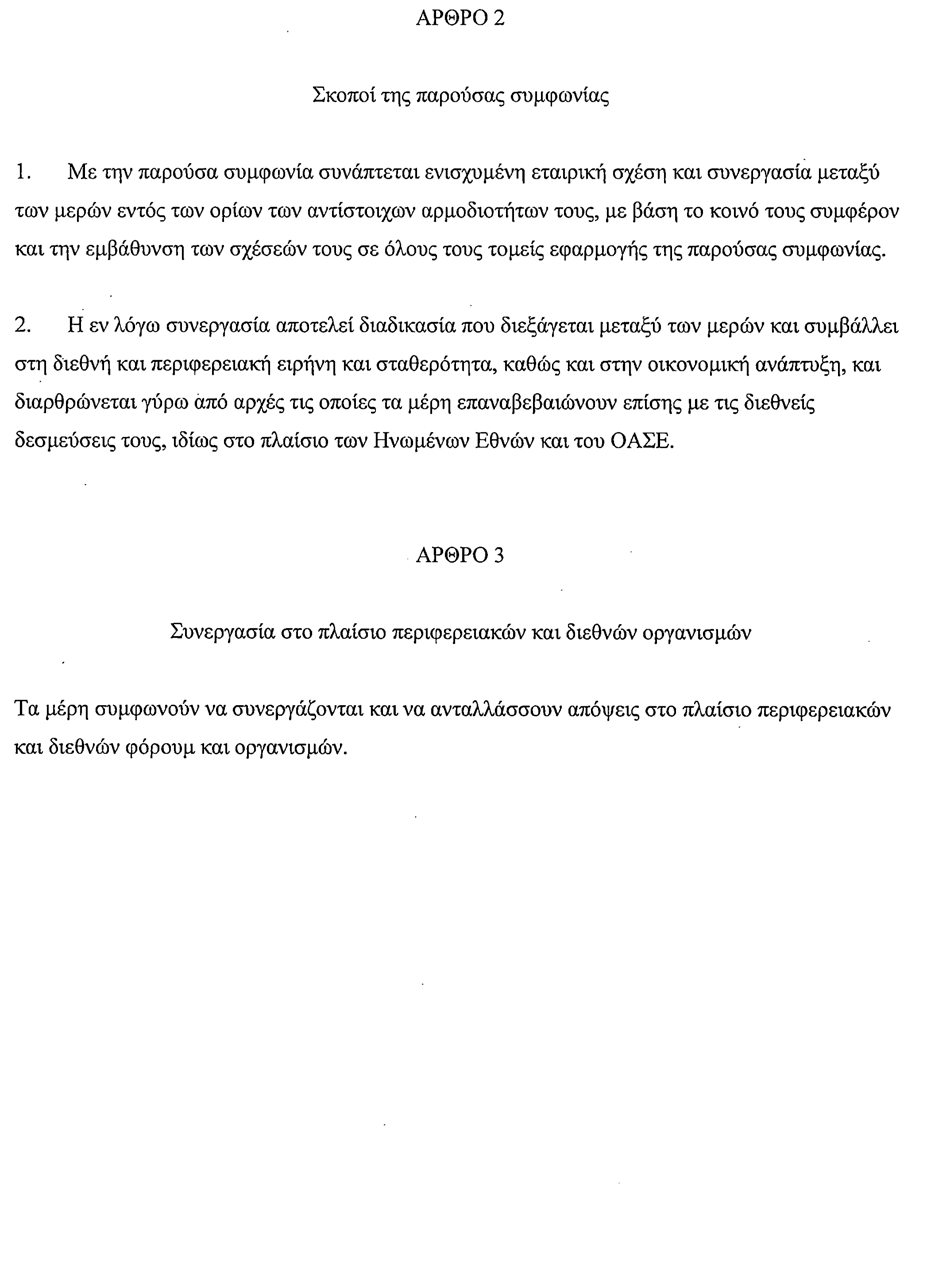 ΑΡΘΡΟ 2
Σκοποί της παρούσας συμφωνίας
1. Με την παρούσα συμφωνία συνάπτεται ενισχυμένη εταιρική σχέση και συνεργασία μεταξύ
των μερών εντός των ορίων των αντίστοιχων αρμοδιοτήτων τους, με βάση το κοινό τους συμφέρον
και την εμβάθυνση των σχέσεών τους σε όλους τους τομείς εφαρμογής της παρούσας συμφωνίας.
2. Η εν λόγω συνεργασία αποτελεί διαδικασία που διεξάγεται μεταξύ των μερών και συμβάλλει
στη διεθνή και περιφερειακή ειρήνη και σταθερότητα, καθώς και στην οικονομική ανάπτυξη, και
διαρθρώνεται γύρω από αρχές τις οποίες τα μέρη επαναβεβαιώνουν επίσης με τις διεθνείς
δεσμεύσεις τους, ιδίως στο πλαίσιο των Ηνωμένων Εθνών και του ΟΑΣΕ.
ΑΡΘΡΟ 3
Συνεργασία στο πλαίσιο περιφερειακών και διεθνών οργανισμών
Τα μέρη συμφωνούν να συνεργάζονται και να ανταλλάσσουν απόψεις στο πλαίσιο περιφερειακών
και διεθνών φόρουμ και οργανισμών.